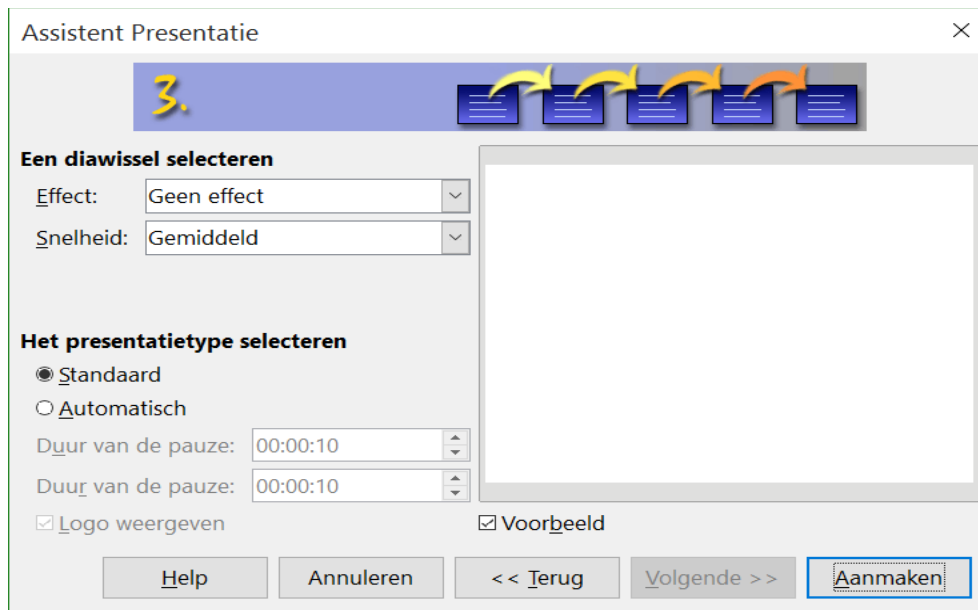 Assistent Presentatie
3.
Een diawissel selecteren
Effect: Geen effect
Snelheid: Gemiddeld
Het presentatietype selecteren
Standaard
Automatisch
Duur van de pauze: 00:00:10
Duur van de pauze: 00:00:10
Logo weergeven
Voorbeeld
Help
Annuleren
<< Terug
Volgende >>
Aanmaken